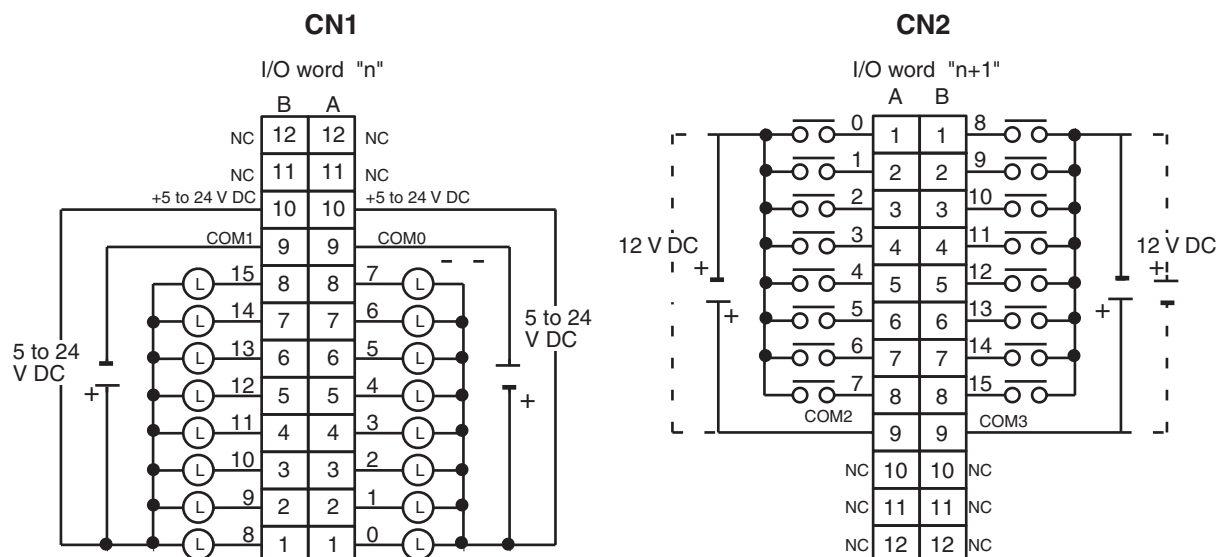 CN1
I/O word "n"
B A
NC 12 12 NC
NC 11 11 NC
+5 to 24 V DC 10 10 +5 to 24 V DC
COM1 9 9 COM0
L 15 8 8 7 L
L 14 7 7 6 L
L 13 6 6 5 L
L 12 5 5 4 L
L 11 4 4 3 L
L 10 3 3 2 L
L 9 2 2 1 L
L 8 1 1 0 L
5 to 24
V DC
+
5 to 24
V DC
+
CN2
I/O word "n+1"
A B
0 1 1 8
1 2 2 9
2 3 3 10
3 4 4 11
4 5 5 12
5 6 6 13
6 7 7 14
7 8 8 15
COM2 9 9 COM3
NC 10 10 NC
NC 11 11 NC
NC 12 12 NC
12 V DC
+
+
12 V DC
+
+